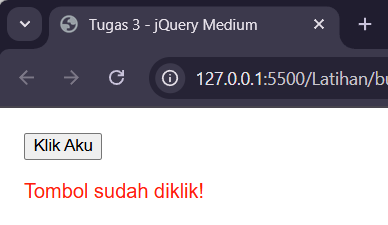 Tugas 3 - jQuery Medium
127.0.0.1:5500/Latihan/bu
Klik Aku
Tombol sudah diklik!